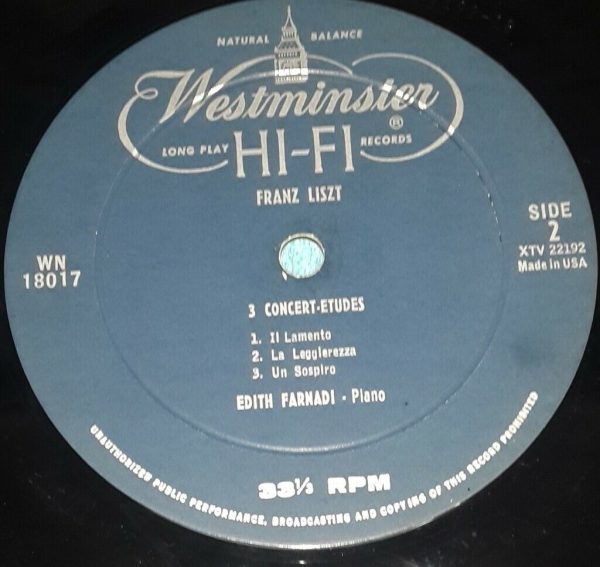 NATURAL BALANCE
Westminster ®
LONG PLAY HI-FI RECORDS
FRANZ LISZT
SIDE
2
XTV 22192
Made in USA
WN
18017
3 CONCERT-ETUDES
1. Il Lamento
2. La Leggierezza
3. Un Sospiro
EDITH FARNADI - Piano
33⅓ RPM
UNAUTHORIZED PUBLIC PERFORMANCE, BROADCASTING AND COPYING OF THIS RECORD PROHIBITED